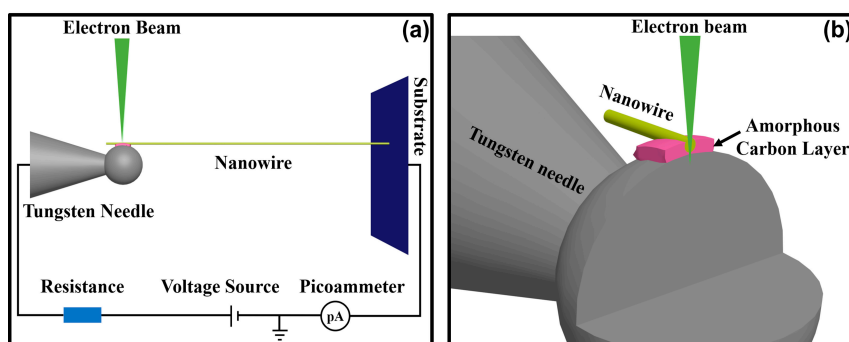 (a)
Electron Beam
Substrate
Nanowire
Tungsten Needle
Resistance
Voltage Source
Picoammeter
pA
(b)
Electron beam
Nanowire
Amorphous
Carbon Layer
Tungsten needle